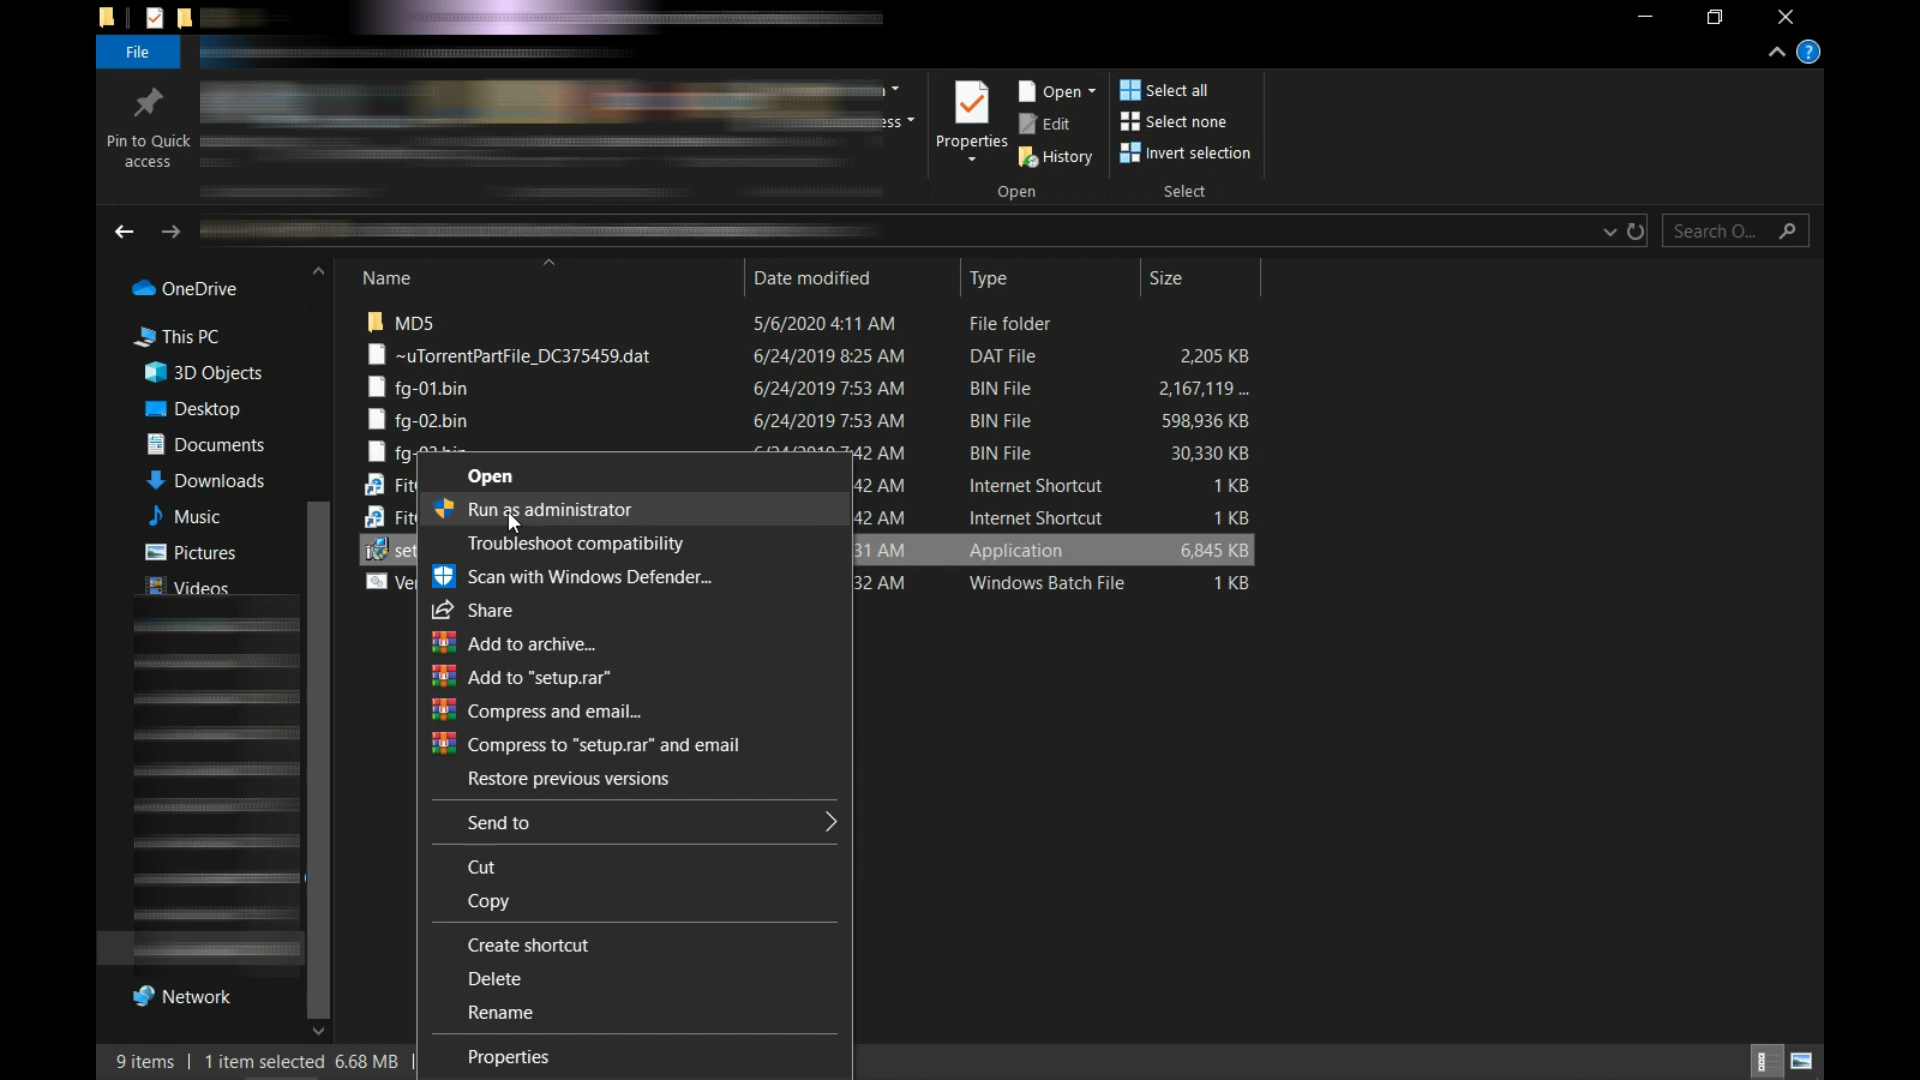 File
Pin to Quick access
Properties
Open
Edit
History
Open
Select all
Select none
Invert selection
Select
Search O...
OneDrive
This PC
3D Objects
Desktop
Documents
Downloads
Music
Pictures
Videos
Network
Name Date modified Type Size
MD5 5/6/2020 4:11 AM File folder
~uTorrentPartFile_DC375459.dat 6/24/2019 8:25 AM DAT File 2,205 KB
fg-01.bin 6/24/2019 7:53 AM BIN File 2,167,119 ...
fg-02.bin 6/24/2019 7:53 AM BIN File 598,936 KB
42 AM BIN File 30,330 KB
Fit 42 AM Internet Shortcut 1 KB
Fit 42 AM Internet Shortcut 1 KB
set 31 AM Application 6,845 KB
Ver 32 AM Windows Batch File 1 KB
Open
Run as administrator
Troubleshoot compatibility
Scan with Windows Defender...
Share
Add to archive...
Add to "setup.rar"
Compress and email...
Compress to "setup.rar" and email
Restore previous versions
Send to
Cut
Copy
Create shortcut
Delete
Rename
Properties
9 items 1 item selected 6.68 MB